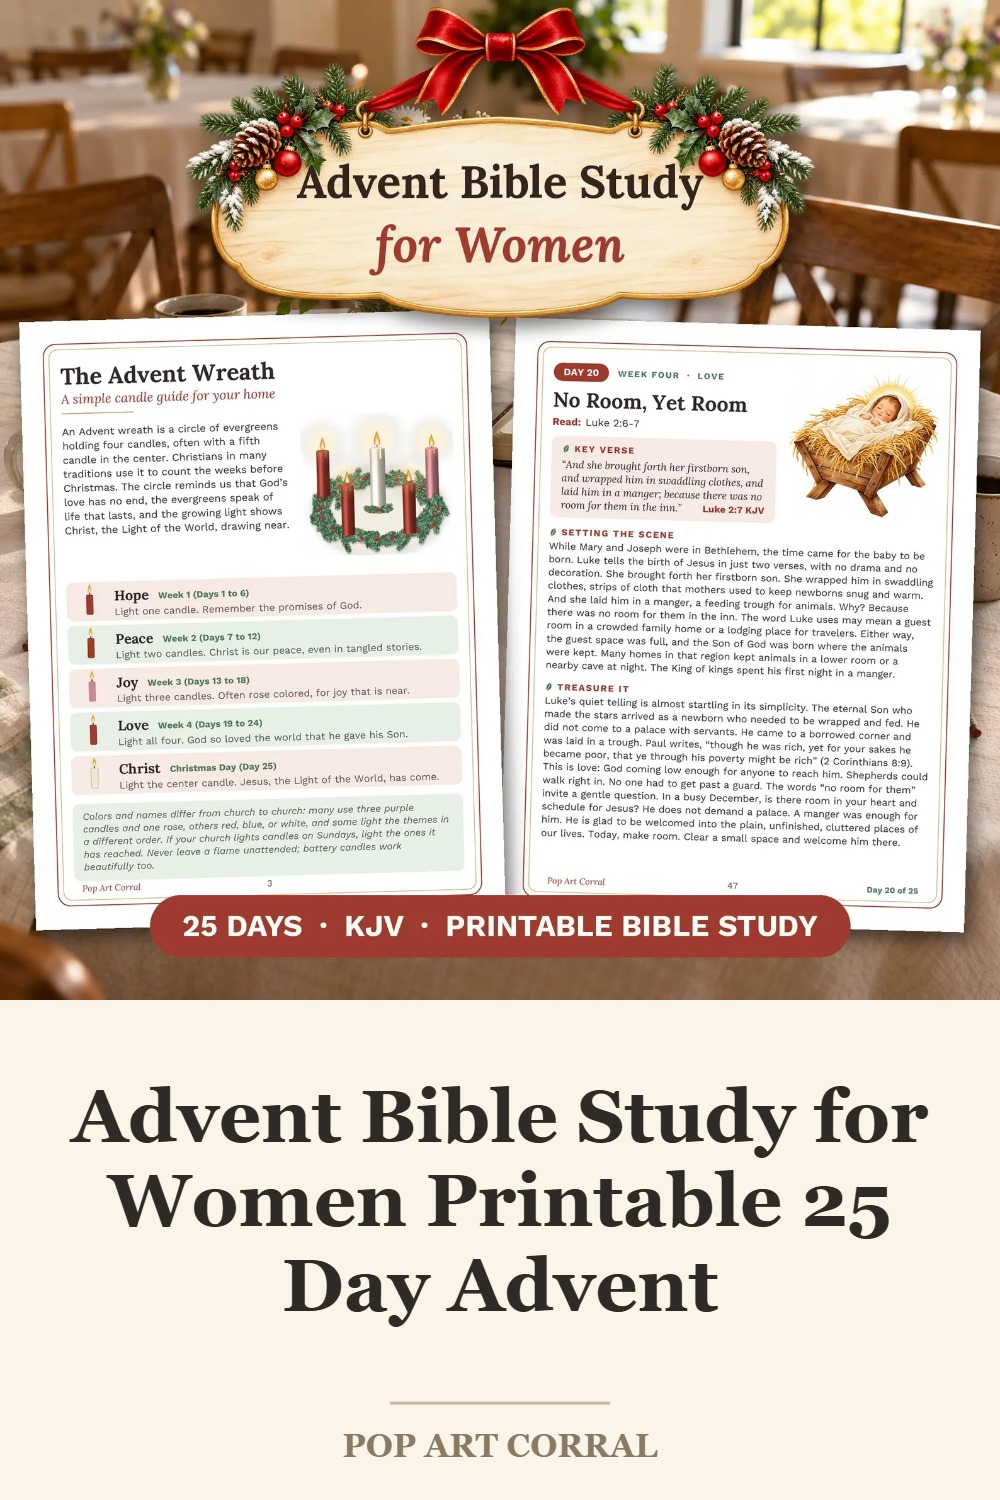 Advent Bible Study
for Women
The Advent Wreath
A simple candle guide for your home
An Advent wreath is a circle of evergreens
holding four candles, often with a fifth
candle in the center. Christians in many
traditions use it to count the weeks before
Christmas. The circle reminds us that God's
love has no end, the evergreens speak of
life that lasts, and the growing light shows
Christ, the Light of the World, drawing near.
Hope Week 1 (Days 1 to 6)
Light one candle. Remember the promises of God.
Peace Week 2 (Days 7 to 12)
Light two candles. Christ is our peace, even in tangled stories.
Joy Week 3 (Days 13 to 18)
Light three candles. Often rose colored, for joy that is near.
Love Week 4 (Days 19 to 24)
Light all four. God so loved the world that he gave his Son.
Christ Christmas Day (Day 25)
Light the center candle. Jesus, the Light of the World, has come.
Colors and names differ from church to church: many use three purple
candles and one rose, others red, blue, or white, and some light the themes in
a different order. If your church lights candles on Sundays, light the ones it
has reached. Never leave a flame unattended; battery candles work
beautifully too.
Pop Art Corral 3
DAY 20 WEEK FOUR · LOVE
No Room, Yet Room
Read: Luke 2:6-7
KEY VERSE
"And she brought forth her firstborn son,
and wrapped him in swaddling clothes, and
laid him in a manger; because there was no
room for them in the inn." Luke 2:7 KJV
SETTING THE SCENE
While Mary and Joseph were in Bethlehem, the time came for the baby to be
born. Luke tells the birth of Jesus in just two verses, with no drama and no
decoration. She brought forth her firstborn son. She wrapped him in swaddling
clothes, strips of cloth that mothers used to keep newborns snug and warm.
And she laid him in a manger, a feeding trough for animals. Why? Because
there was no room for them in the inn. The word Luke uses may mean a guest
room in a crowded family home or a lodging place for travelers. Either way,
the guest space was full, and the Son of God was born where the animals
were kept. Many homes in that region kept animals in a lower room or a
nearby cave at night. The King of kings spent his first night in a manger.
TREASURE IT
Luke's quiet telling is almost startling in its simplicity. The eternal Son who
made the stars arrived as a newborn who needed to be wrapped and fed. He
did not come to a palace with servants. He came to a borrowed corner and
was laid in a trough. Paul writes, "though he was rich, yet for your sakes he
became poor, that ye through his poverty might be rich" (2 Corinthians 8:9).
This is love: God coming low enough for anyone to reach him. Shepherds could
walk right in. No one had to get past a guard. The words "no room for them"
invite a gentle question. In a busy December, is there room in your heart and
schedule for Jesus? He does not demand a palace. A manger was enough for
him. He is glad to be welcomed into the plain, unfinished, cluttered places of
our lives. Today, make room. Clear a small space and welcome him there.
Pop Art Corral 47 Day 20 of 25
25 DAYS · KJV · PRINTABLE BIBLE STUDY
Advent Bible Study for
Women Printable 25
Day Advent
POP ART CORRAL